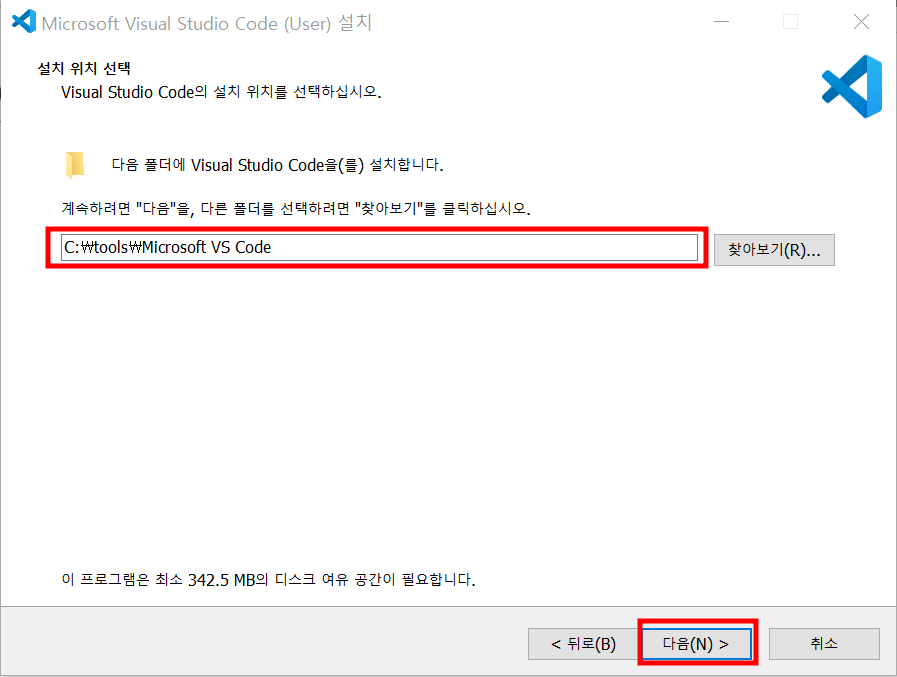 Microsoft Visual Studio Code (User) 설치
설치 위치 선택
Visual Studio Code의 설치 위치를 선택하십시오.
다음 폴더에 Visual Studio Code을(를) 설치합니다.
계속하려면 "다음"을, 다른 폴더를 선택하려면 "찾아보기"를 클릭하십시오.
C:₩tools₩Microsoft VS Code
찾아보기(R)...
이 프로그램은 최소 342.5 MB의 디스크 여유 공간이 필요합니다.
< 뒤로(B) 다음(N) > 취소